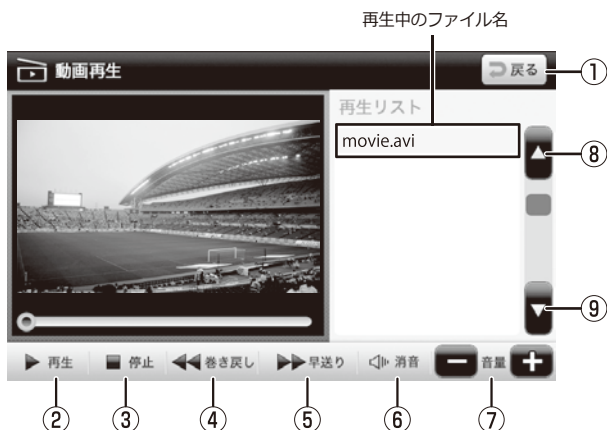 再生中のファイル名
動画再生
戻る
①
再生リスト
movie.avi
⑧
⑨
再生 停止 巻き戻し 早送り 消音 音量
② ③ ④ ⑤ ⑥ ⑦